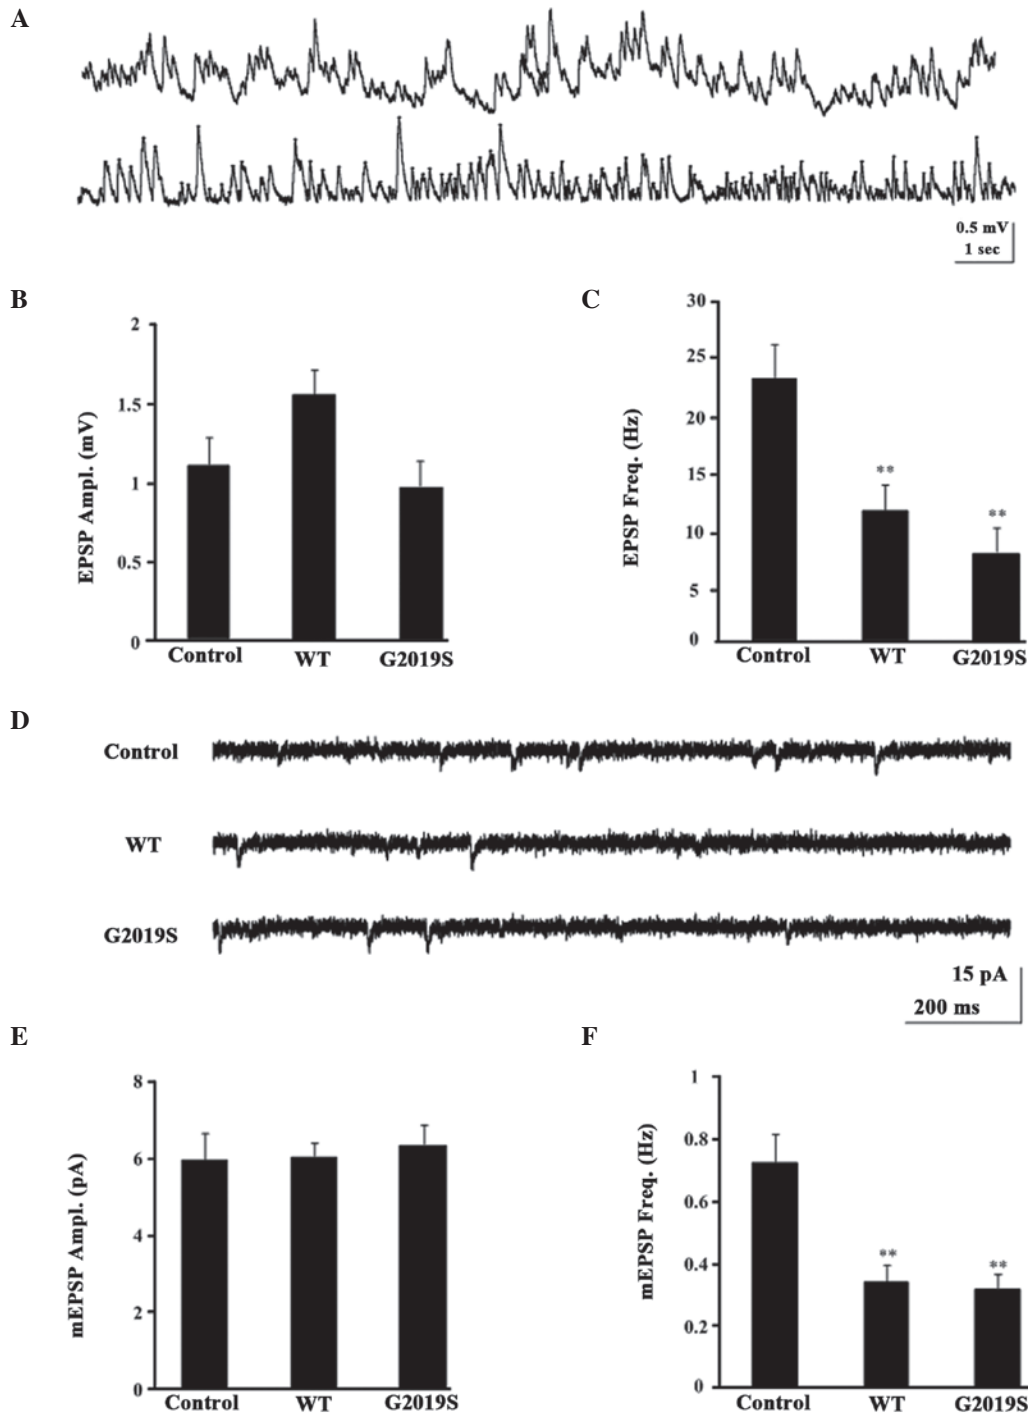 A
0.5 mV
1 sec
B
2
1.5
1
0.5
0
EPSP Ampl. (mV)
Control
WT
G2019S
C
30
25
20
15
10
5
0
EPSP Freq. (Hz)
**
**
Control
WT
G2019S
D
Control
WT
G2019S
15 pA
200 ms
E
8
6
4
2
0
mEPSP Ampl. (pA)
Control
WT
G2019S
F
1
0.8
0.6
0.4
0.2
0
mEPSP Freq. (Hz)
**
**
Control
WT
G2019S